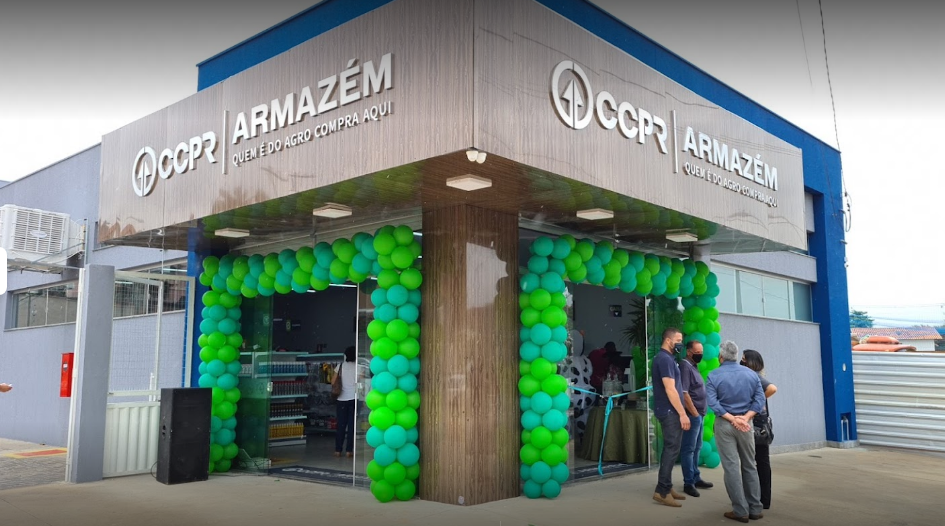 CCPR
ARMAZÉM
QUEM É DO AGRO COMPRA AQUI
CCPR
ARMAZÉM
QUEM É DO AGRO COMPRA AQUI